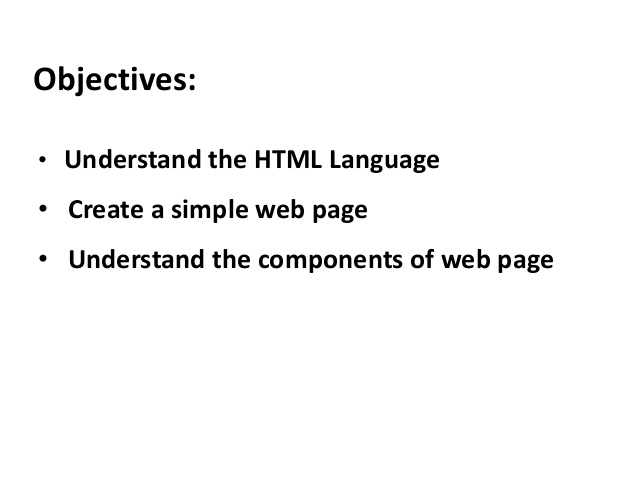 Objectives:
• Understand the HTML Language
• Create a simple web page
• Understand the components of web page